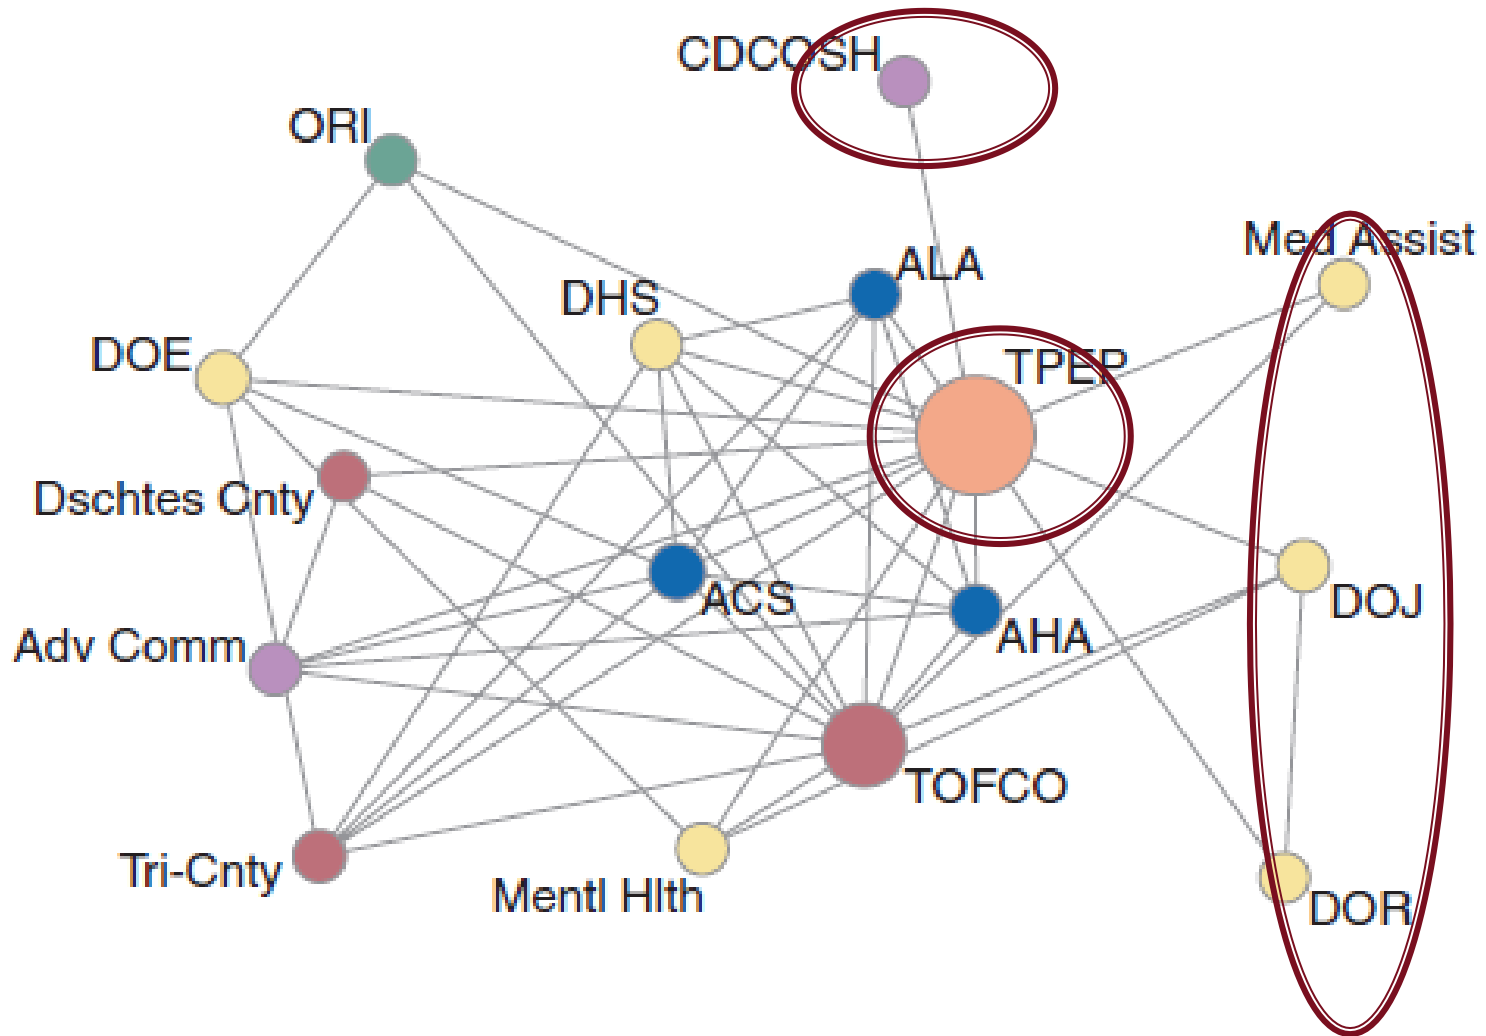 CDCOSH
ORI
Med Assist
ALA
DHS
DOE
TPEP
Dschtes Cnty
ACS
DOJ
AHA
Adv Comm
TOFCO
Tri-Cnty
Mentl Hlth
DOR